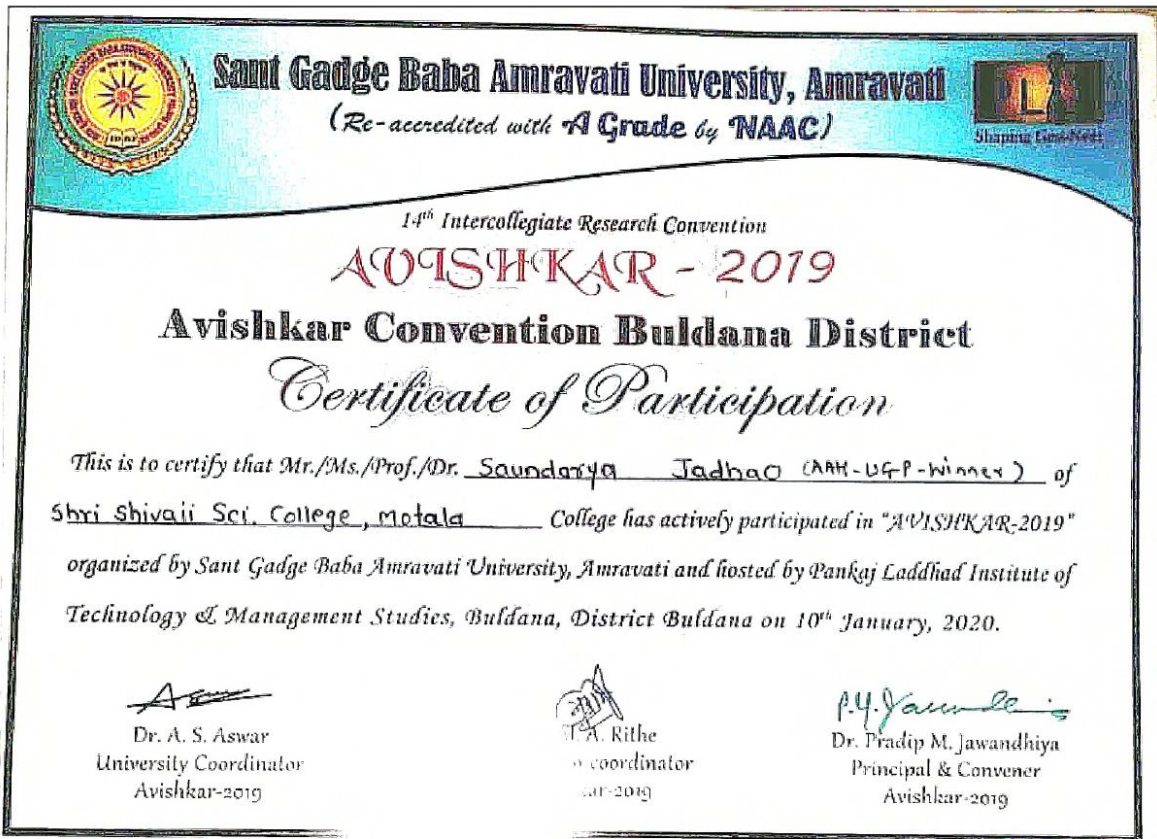 Sant Gadge Baba Amravati University, Amravati
(Re-accredited with A Grade by NAAC)
14th Intercollegiate Research Convention
AVISHKAR - 2019
Avishkar Convention Buldana District
Certificate of Participation
This is to certify that Mr./Ms./Prof./Dr. Saundarya Jadhao (AAH-UGP-Winner) of
Shri Shivaji Sci. College, Motala College has actively participated in "AVISHKAR-2019"
organized by Sant Gadge Baba Amravati University, Amravati and hosted by Pankaj Laddhad Institute of
Technology & Management Studies, Buldana, District Buldana on 10th January, 2020.
Dr. A. S. Aswar
University Coordinator
Avishkar-2019
A. Rithe
coordinator
-2019
Dr. Pradip M. Jawandhiya
Principal & Convener
Avishkar-2019